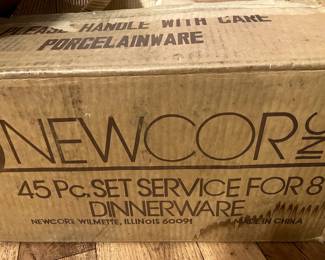 PLEASE HANDLE WITH CARE
PORCELAINWARE
NEWCOR INC
45 Pc. SET SERVICE FOR 8
DINNERWARE
NEWCORE WILMETTE, ILLINOIS 60091 MADE IN CHINA